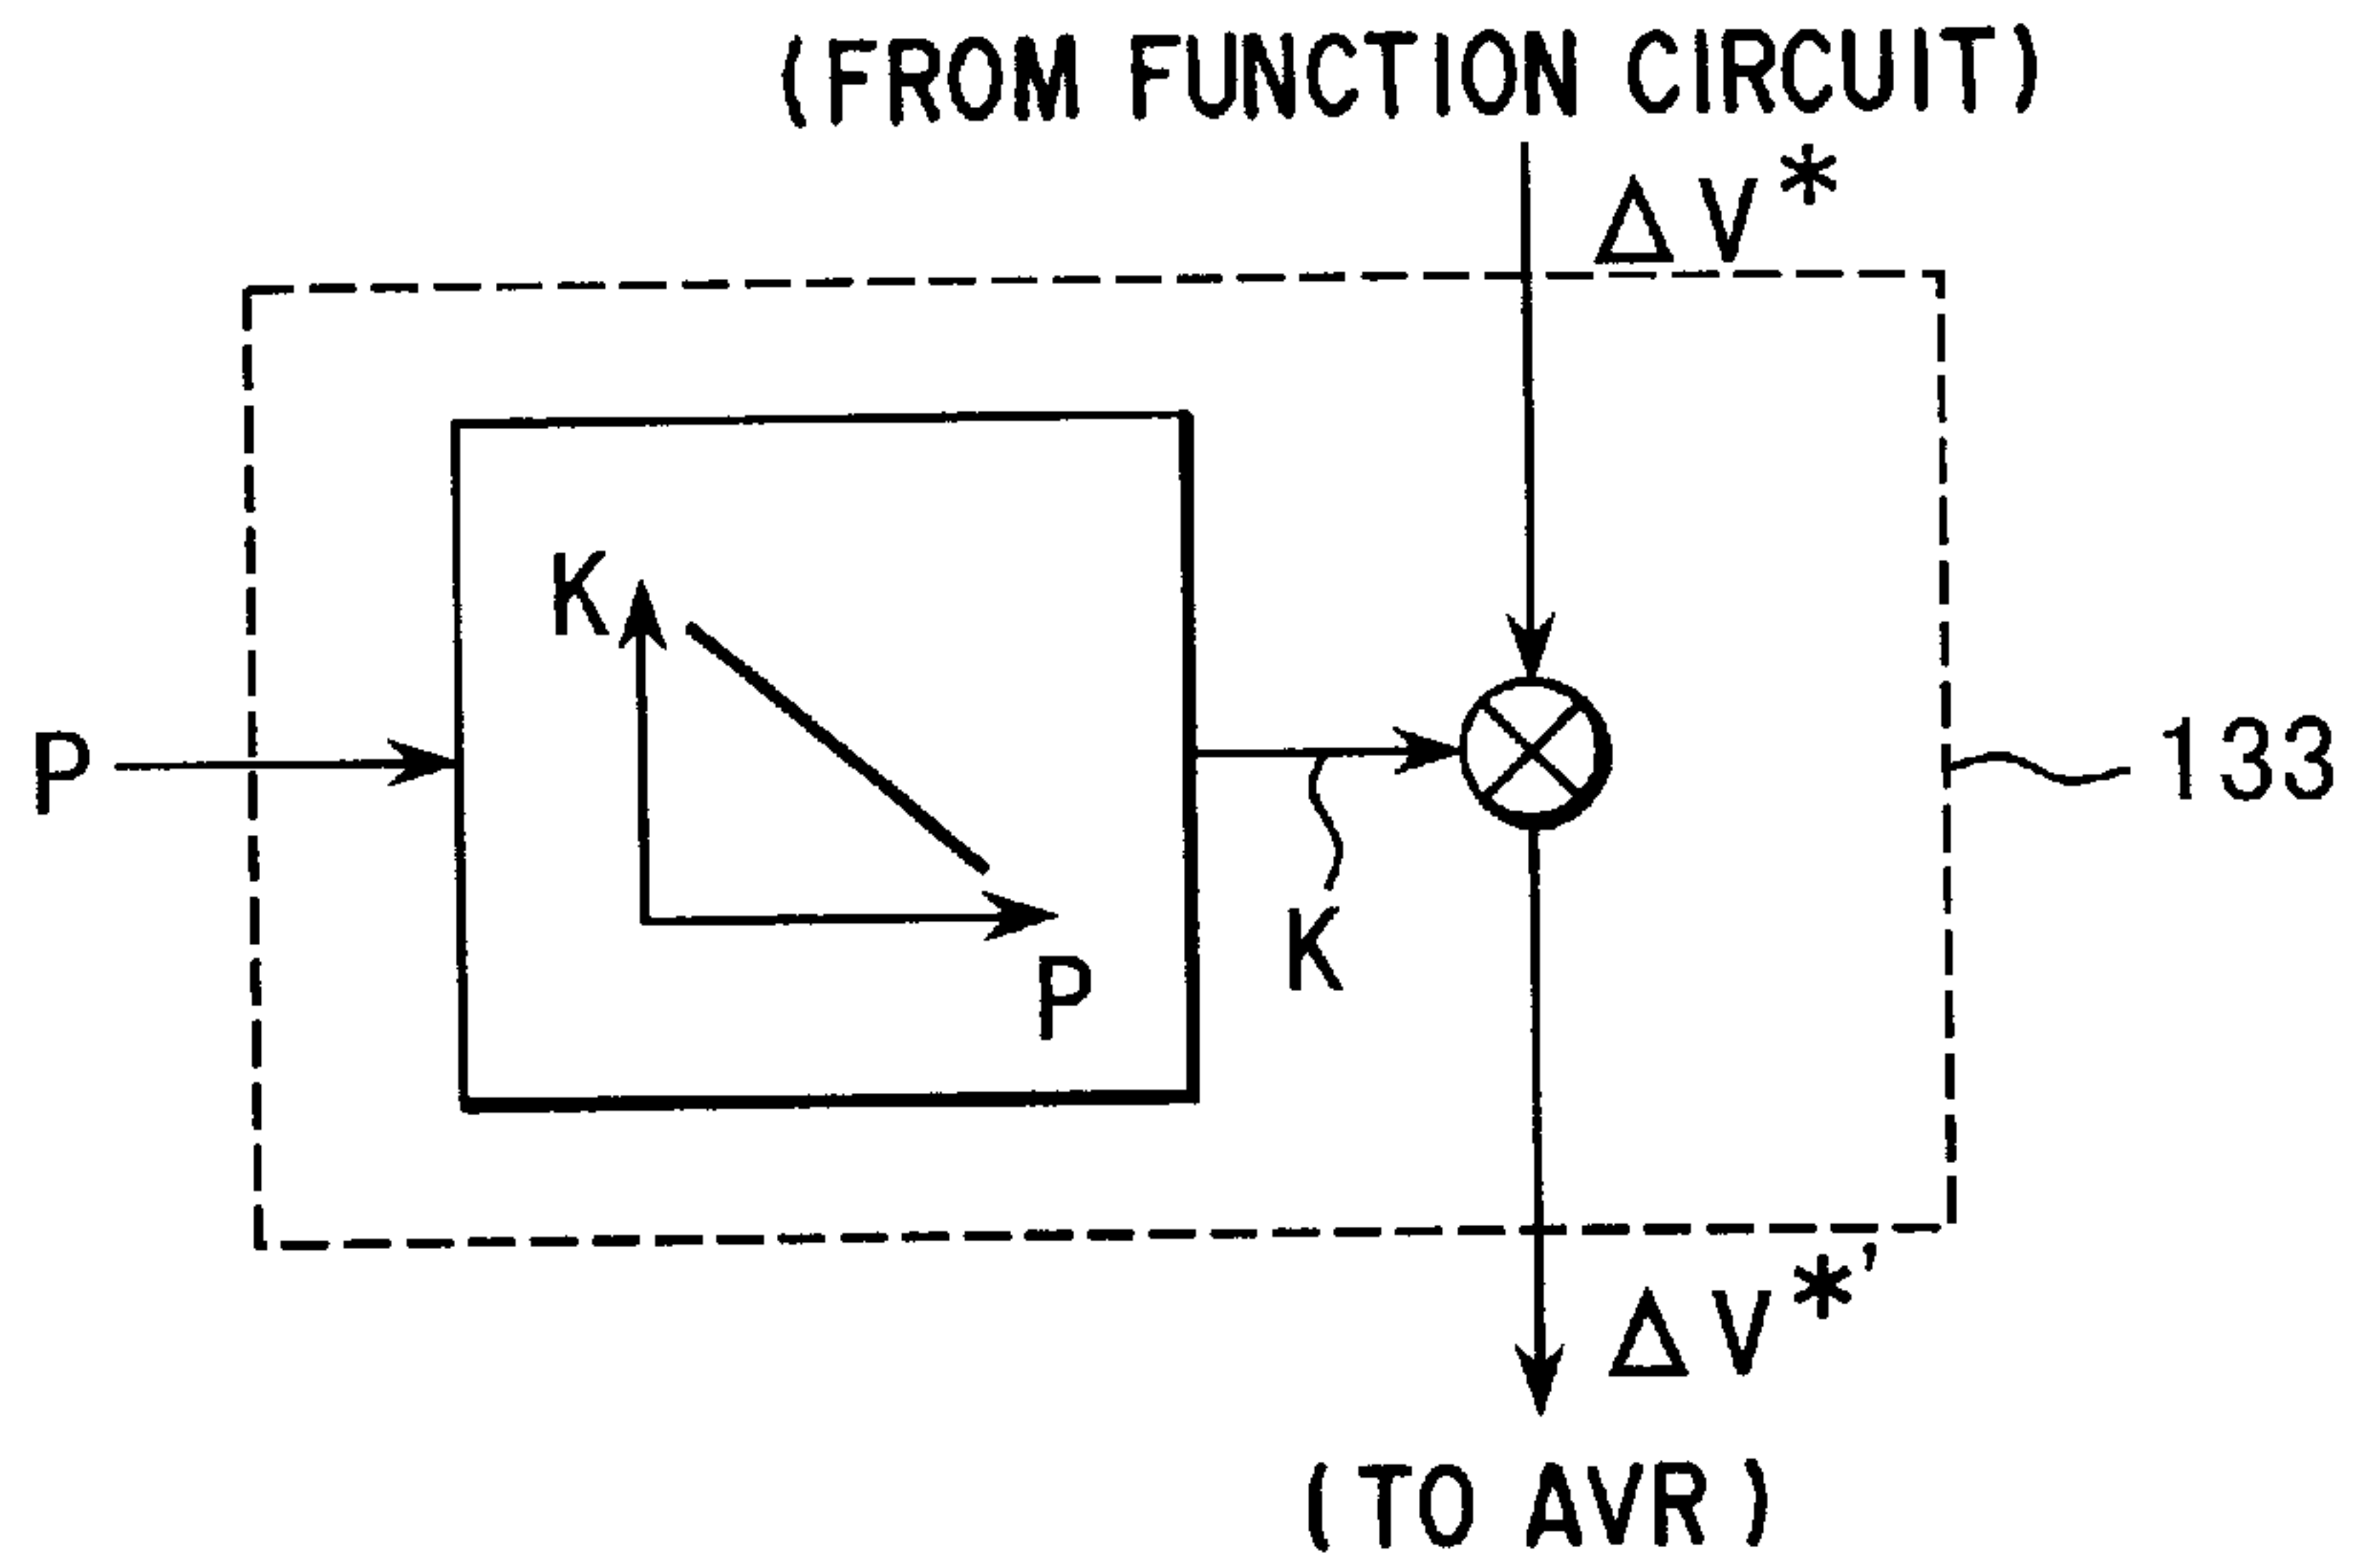 (FROM FUNCTION CIRCUIT)
ΔV*
K
P
133
P
K
ΔV*'
(TO AVR)